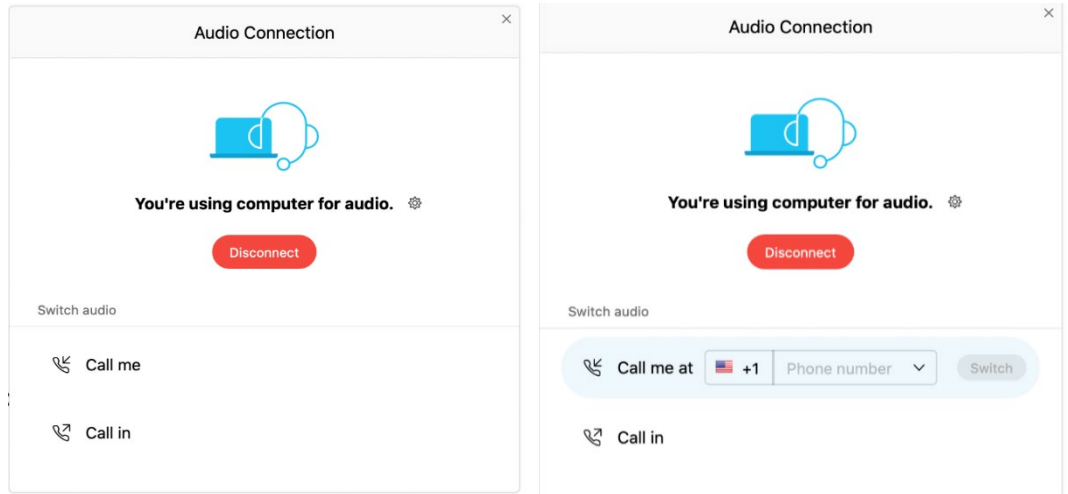 Audio Connection
You're using computer for audio.
Disconnect
Switch audio
Call me
Call in
Audio Connection
You're using computer for audio.
Disconnect
Switch audio
Call me at +1 Phone number Switch
Call in